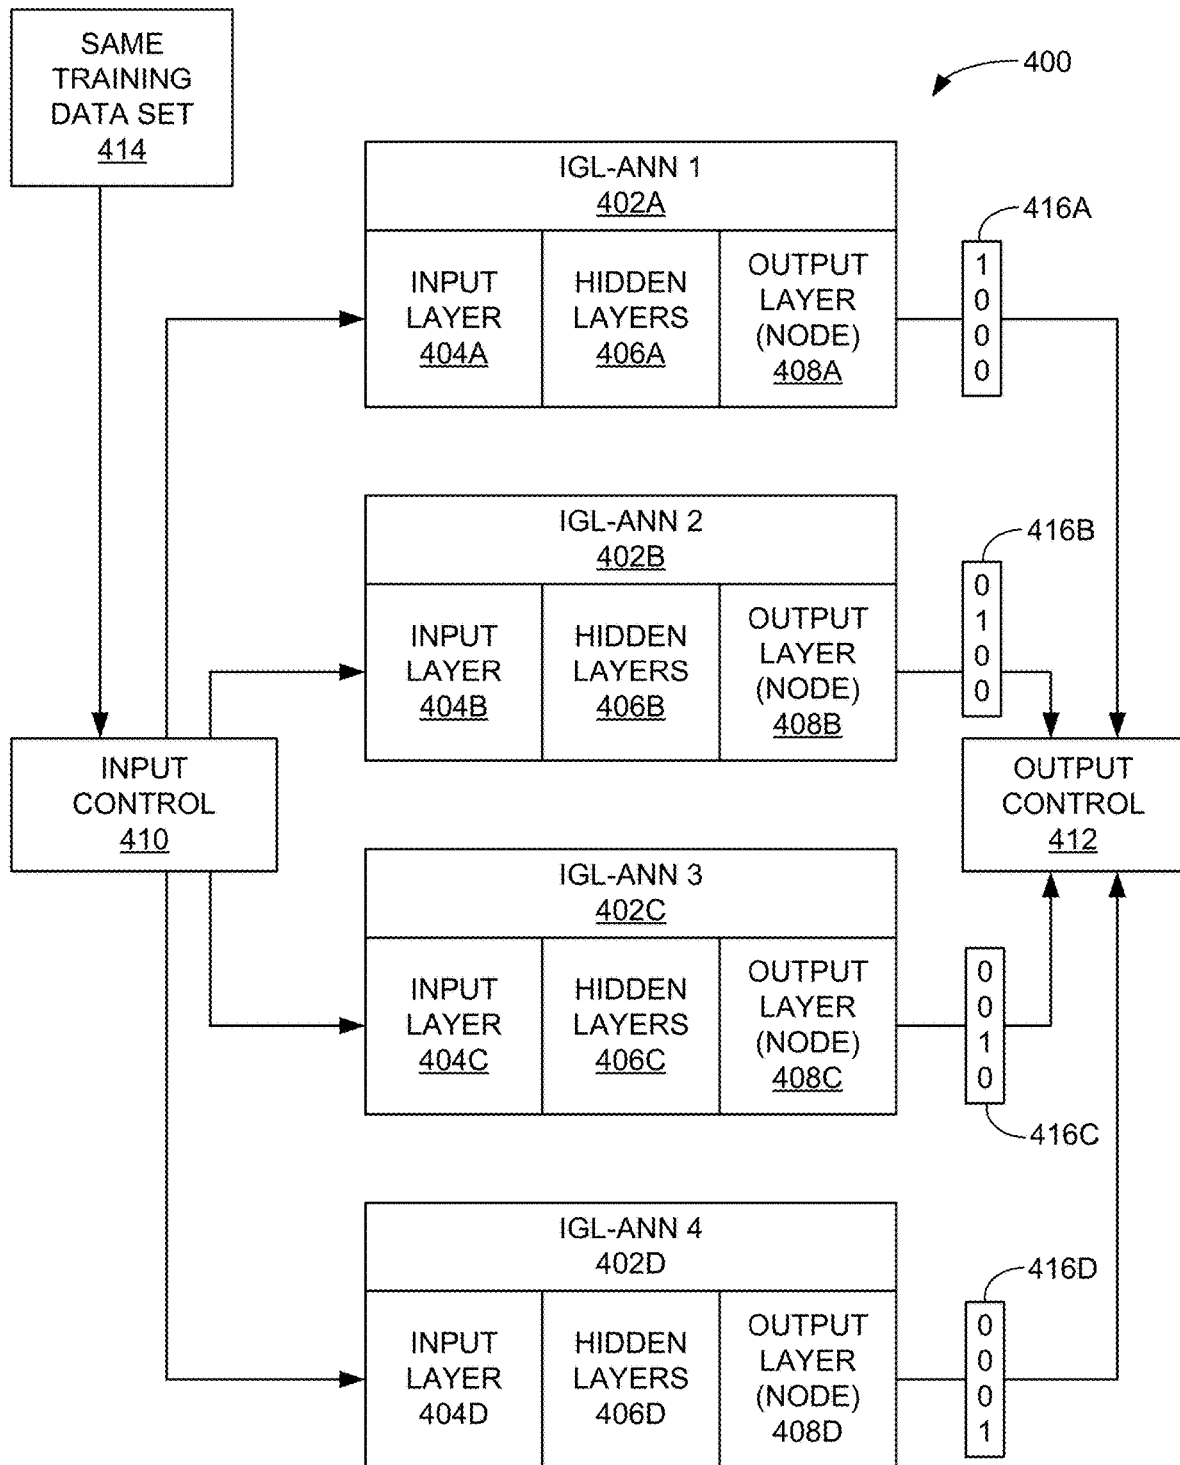 SAME
TRAINING
DATA SET
414
400
IGL-ANN 1
402A
INPUT
LAYER
404A
HIDDEN
LAYERS
406A
OUTPUT
LAYER
(NODE)
408A
416A
1
0
0
0
IGL-ANN 2
402B
INPUT
LAYER
404B
HIDDEN
LAYERS
406B
OUTPUT
LAYER
(NODE)
408B
416B
0
1
0
0
INPUT
CONTROL
410
OUTPUT
CONTROL
412
IGL-ANN 3
402C
INPUT
LAYER
404C
HIDDEN
LAYERS
406C
OUTPUT
LAYER
(NODE)
408C
0
0
1
0
416C
IGL-ANN 4
402D
INPUT
LAYER
404D
HIDDEN
LAYERS
406D
OUTPUT
LAYER
(NODE)
408D
416D
0
0
0
1